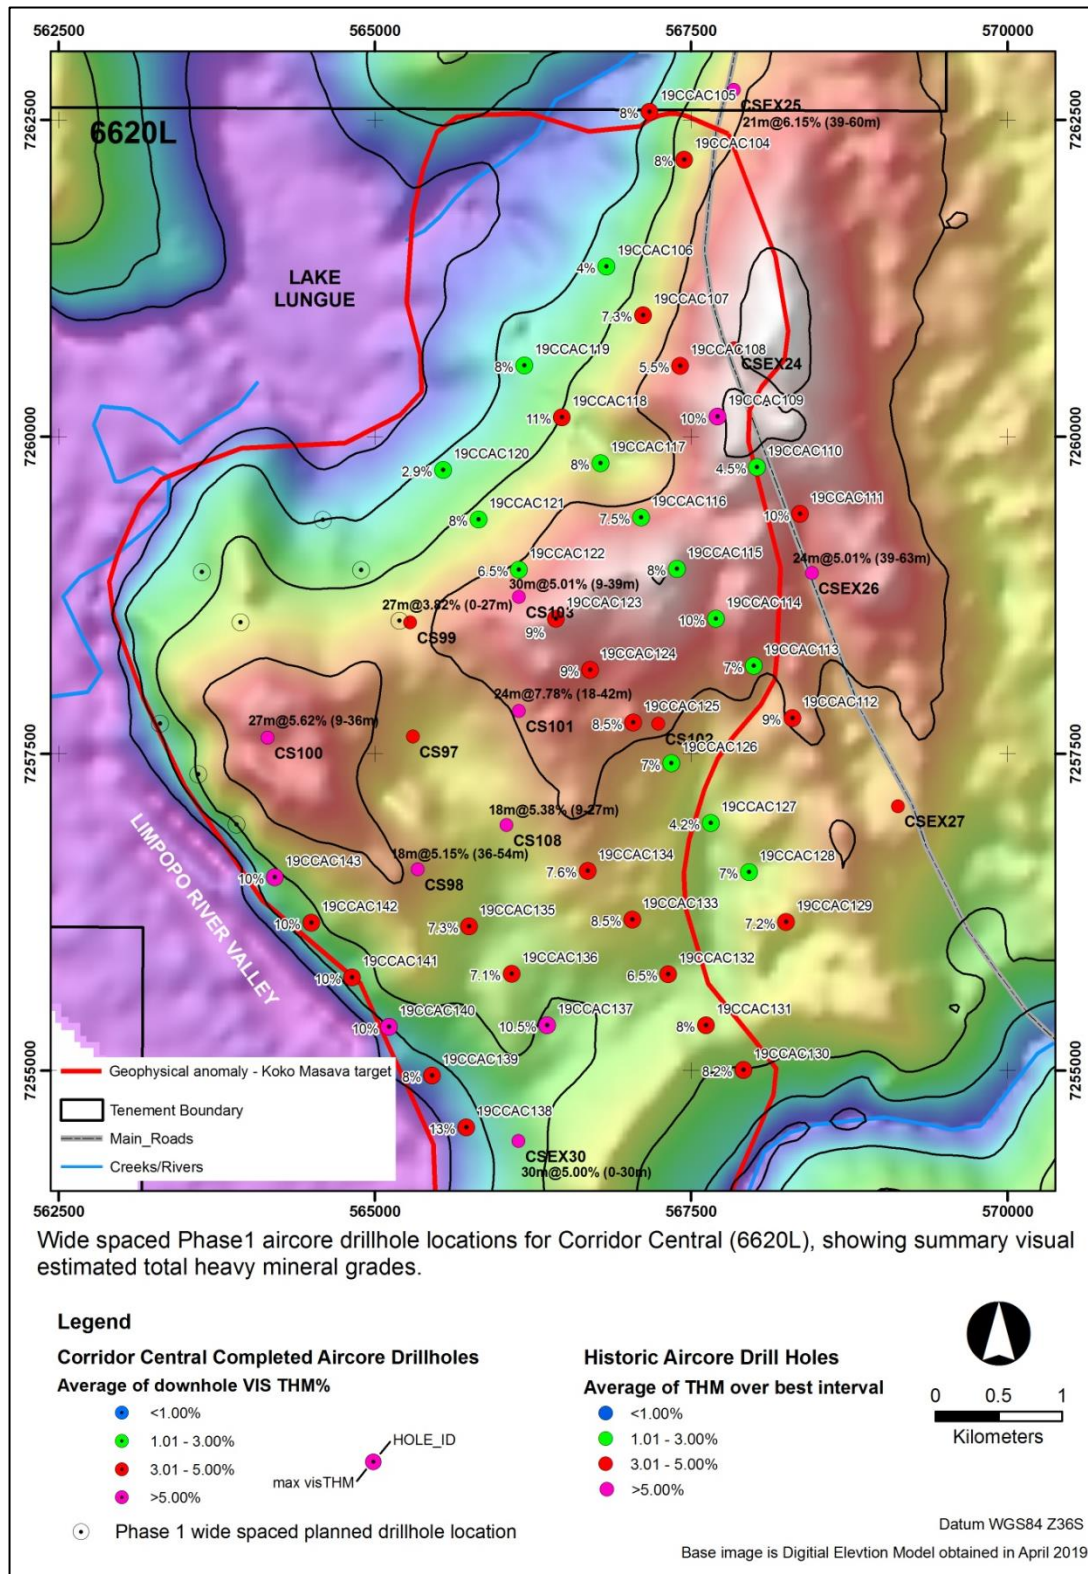 562500 565000 567500 570000
7262500
7262500
6620L
19CCAC105
8%
CSEX25
21m@6.15% (39-60m)
19CCAC104
8%
LAKE
LUNGUE
19CCAC106
4%
19CCAC107
7.3%
19CCAC119
8%
19CCAC108
5.5%
CSEX24
19CCAC118
11%
19CCAC109
10%
7260000
7260000
19CCAC120
2.9%
19CCAC117
8%
19CCAC110
4.5%
19CCAC121
8%
19CCAC116
7.5%
19CCAC111
10%
19CCAC122
6.5%
19CCAC115
8%
24m@5.01% (39-63m)
CSEX26
30m@5.01% (9-39m)
CS103
27m@3.82% (0-27m)
CS99
19CCAC123
9%
19CCAC114
10%
19CCAC124
9%
19CCAC113
7%
24m@7.78% (18-42m)
CS101
19CCAC125
8.5%
CS102
19CCAC112
9%
27m@5.62% (9-36m)
CS100
CS97
7257500
7257500
19CCAC126
7%
18m@5.38% (9-27m)
CS108
19CCAC127
4.2%
CSEX27
LIMPOPO RIVER VALLEY
18m@5.15% (36-54m)
CS98
19CCAC143
10%
19CCAC134
7.6%
19CCAC128
7%
19CCAC142
10%
19CCAC135
7.3%
19CCAC133
8.5%
19CCAC129
7.2%
19CCAC141
10%
19CCAC136
7.1%
19CCAC132
6.5%
19CCAC140
10%
19CCAC137
10.5%
19CCAC131
8%
19CCAC139
8%
19CCAC130
8.2%
7255000
7255000
19CCAC138
13%
CSEX30
30m@5.00% (0-30m)
Geophysical anomaly - Koko Masava target
Tenement Boundary
Main_Roads
Creeks/Rivers
562500 565000 567500 570000
Wide spaced Phase1 aircore drillhole locations for Corridor Central (6620L), showing summary visual
estimated total heavy mineral grades.
Legend
Corridor Central Completed Aircore Drillholes
Average of downhole VIS THM%
<1.00%
1.01 - 3.00%
3.01 - 5.00%
>5.00%
HOLE_ID
max visTHM
Phase 1 wide spaced planned drillhole location
Historic Aircore Drill Holes
Average of THM over best interval
<1.00%
1.01 - 3.00%
3.01 - 5.00%
>5.00%
0 0.5 1
Kilometers
Datum WGS84 Z36S
Base image is Digitial Elevtion Model obtained in April 2019